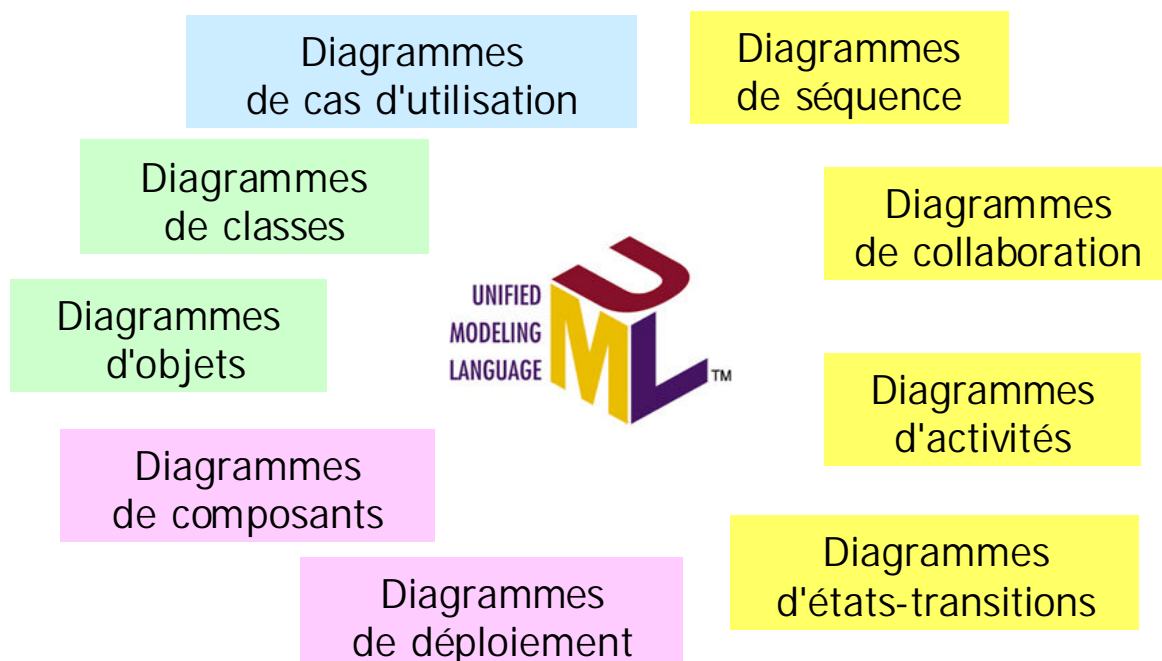 Diagrammes
de cas d'utilisation
Diagrammes
de séquence
Diagrammes
de classes
Diagrammes
de collaboration
Diagrammes
d'objets
UNIFIED
MODELING
LANGUAGE
UML
TM
Diagrammes
d'activités
Diagrammes
de composants
Diagrammes
d'états-transitions
Diagrammes
de déploiement